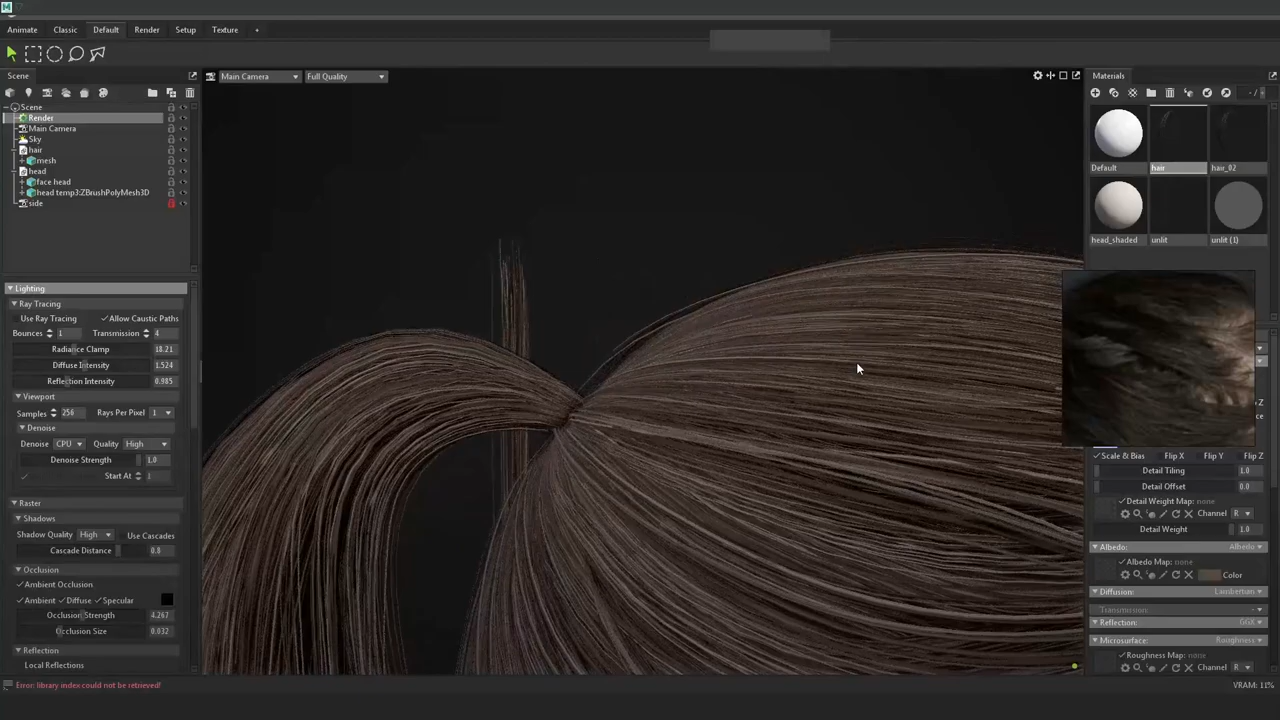 Animate Classic Default Render Setup Texture +
Scene
Main Camera Full Quality
Materials
Scene
Render
Main Camera
Sky
hair
mesh
head
face head
head temp3:ZBrushPolyMesh3D
side
Default hair hair_02
head_shaded unlit unlit (1)
Lighting
Ray Tracing
Use Ray Tracing Allow Caustic Paths
Bounces 1 Transmission 4
Radiance Clamp 18.21
Diffuse Intensity 1.524
Reflection Intensity 0.985
Viewport
Samples 256 Rays Per Pixel 1
Denoise
Denoise CPU Quality High
Denoise Strength 1.0
Start At 1
Raster
Shadows
Shadow Quality High Use Cascades
Cascade Distance 0.8
Occlusion
Ambient Occlusion
Ambient Diffuse Specular
Occlusion Strength 4.267
Occlusion Size 0.032
Reflection
Local Reflections
Scale & Bias Flip X Flip Y Flip Z
Detail Tiling 1.0
Detail Offset 0.0
Detail Weight Map: none
Channel R
Detail Weight 1.0
Albedo: Albedo
Albedo Map: none
Color
Diffusion: Lambertian
Transmission:
Reflection: GGX
Microsurface: Roughness
Roughness Map: none
Channel R
Error: library index could not be retrieved!
VRAM: 11%